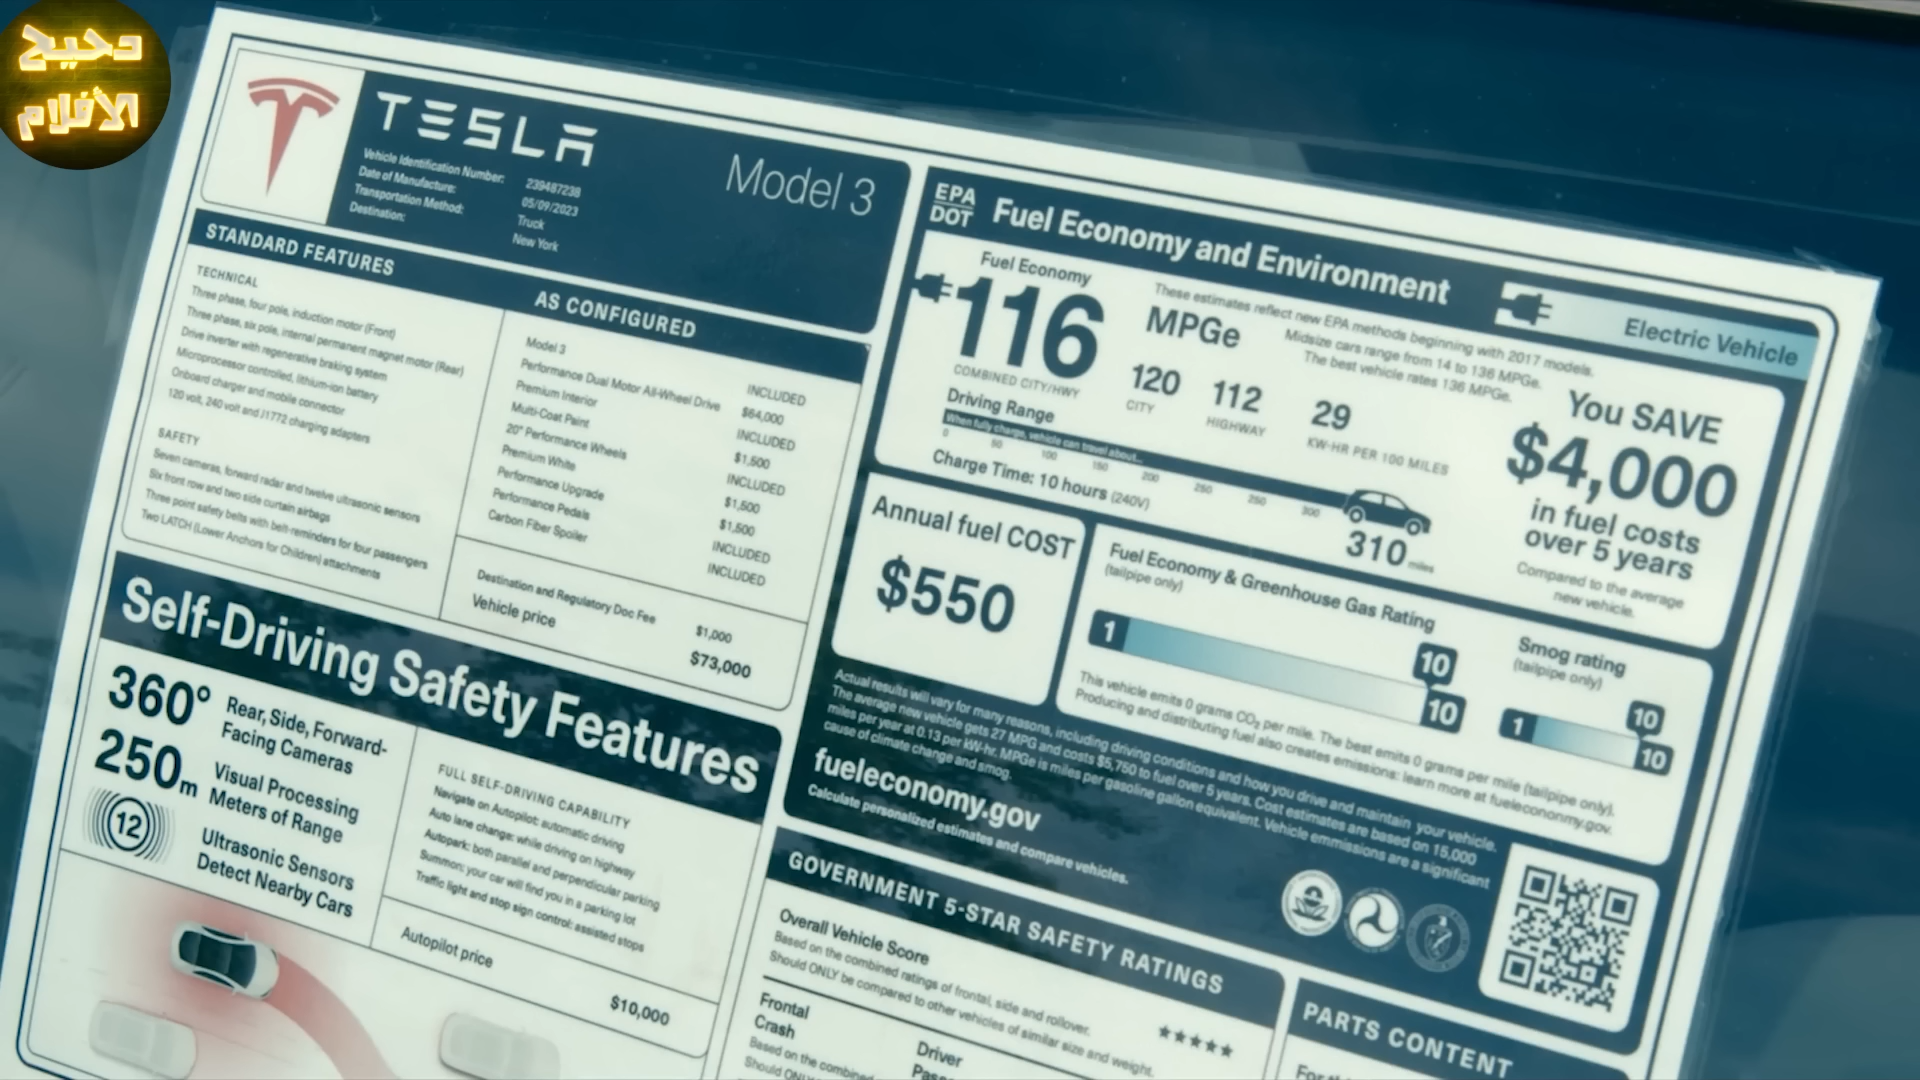 دحيح
الأفلام
TESLA
Model 3
Vehicle Identification Number: 239487238
Date of Manufacture: 05/09/2023
Transportation Method: Truck
Destination: New York
STANDARD FEATURES
AS CONFIGURED
TECHNICAL
Three phase, four pole, induction motor (Front)
Three phase, six pole, internal permanent magnet motor (Rear)
Drive inverter with regenerative braking system
Microprocessor controlled, lithium-ion battery
Onboard charger and mobile connector
120 volt, 240 volt and J1772 charging adapters
SAFETY
Seven cameras, forward radar and twelve ultrasonic sensors
Six front row and two side curtain airbags
Three point safety belts with belt-reminders for four passengers
Two LATCH (Lower Anchors for Children) attachments
Model 3 INCLUDED
Performance Dual Motor All-Wheel Drive $64,000
Premium Interior INCLUDED
Multi-Coat Paint $1,500
20" Performance Wheels INCLUDED
Premium White $1,500
Performance Upgrade $1,500
Performance Pedals INCLUDED
Carbon Fiber Spoiler INCLUDED
Destination and Regulatory Doc Fee $1,000
Vehicle price $73,000
Self-Driving Safety Features
360° Rear, Side, Forward-
Facing Cameras
250m Visual Processing
Meters of Range
12 Ultrasonic Sensors
Detect Nearby Cars
FULL SELF-DRIVING CAPABILITY
Navigate on Autopilot: automatic driving
Auto lane change: while driving on highway
Autopark: both parallel and perpendicular parking
Summon: your car will find you in a parking lot
Traffic light and stop sign control: assisted stops
Autopilot price
$10,000
EPA
DOT
Fuel Economy and Environment
Electric Vehicle
Fuel Economy
116
MPGe
COMBINED CITY/HWY
120
CITY
112
HIGHWAY
These estimates reflect new EPA methods beginning with 2017 models.
Midsize cars range from 14 to 136 MPGe.
The best vehicle rates 136 MPGe.
29
KW-HR PER 100 MILES
Driving Range
When fully charge, vehicle can travel about...
0 50 100 150 200 250 250 300
310 miles
Charge Time: 10 hours (240V)
You SAVE
$4,000
in fuel costs
over 5 years
Compared to the average
new vehicle.
Annual fuel COST
$550
Fuel Economy & Greenhouse Gas Rating
(tailpipe only)
1 10
10
Smog rating
(tailpipe only)
1 10
10
This vehicle emits 0 grams CO₂ per mile. The best emits 0 grams per mile (tailpipe only).
Producing and distributing fuel also creates emissions: learn more at fueleconomy.gov.
Actual results will vary for many reasons, including driving conditions and how you drive and maintain your vehicle.
The average new vehicle gets 27 MPG and costs $5,750 to fuel over 5 years. Cost estimates are based on 15,000
miles per year at 0.13 per kW-hr. MPGe is miles per gasoline gallon equivalent. Vehicle emmissions are a significant
cause of climate change and smog.
fueleconomy.gov
Calculate personalized estimates and compare vehicles.
GOVERNMENT 5-STAR SAFETY RATINGS
Overall Vehicle Score ★★★★★
Based on the combined ratings of frontal, side and rollover.
Should ONLY be compared to other vehicles of similar size and weight.
Frontal
Crash
Driver
Based on the combined
PARTS CONTENT